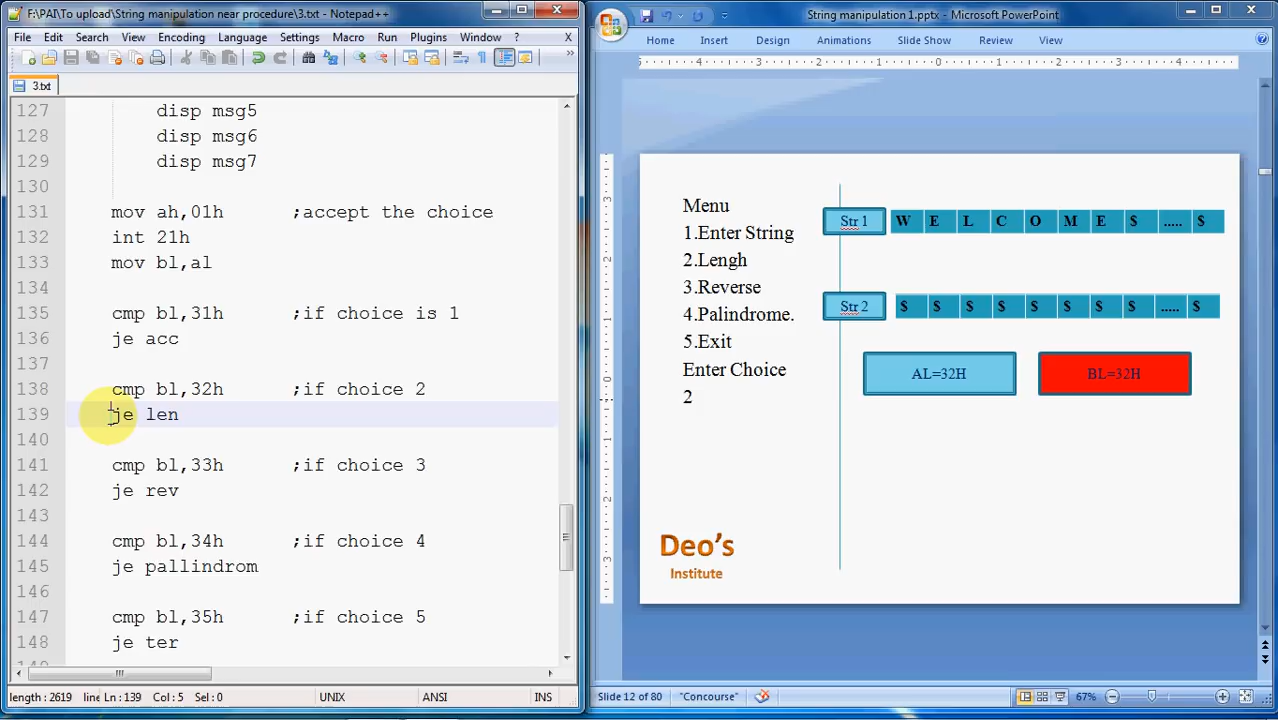 F:\PAI\To upload\String manipulation near procedure\3.txt - Notepad++
File Edit Search View Encoding Language Settings Macro Run Plugins Window ? X
3.txt
127 disp msg5
128 disp msg6
129 disp msg7
130
131 mov ah,01h ;accept the choice
132 int 21h
133 mov bl,al
134
135 cmp bl,31h ;if choice is 1
136 je acc
137
138 cmp bl,32h ;if choice 2
139 je len
140
141 cmp bl,33h ;if choice 3
142 je rev
143
144 cmp bl,34h ;if choice 4
145 je pallindrom
146
147 cmp bl,35h ;if choice 5
148 je ter
length : 2619 line Ln : 139 Col : 5 Sel : 0 UNIX ANSI INS
String manipulation 1.pptx - Microsoft PowerPoint
Home Insert Design Animations Slide Show Review View
Menu
1.Enter String
2.Lengh
3.Reverse
4.Palindrome.
5.Exit
Enter Choice
2
Str 1 W E L C O M E $ ..... $
Str 2 $ $ $ $ $ $ $ $ ..... $
AL=32H BL=32H
Deo's
Institute
Slide 12 of 80 "Concourse" 67%